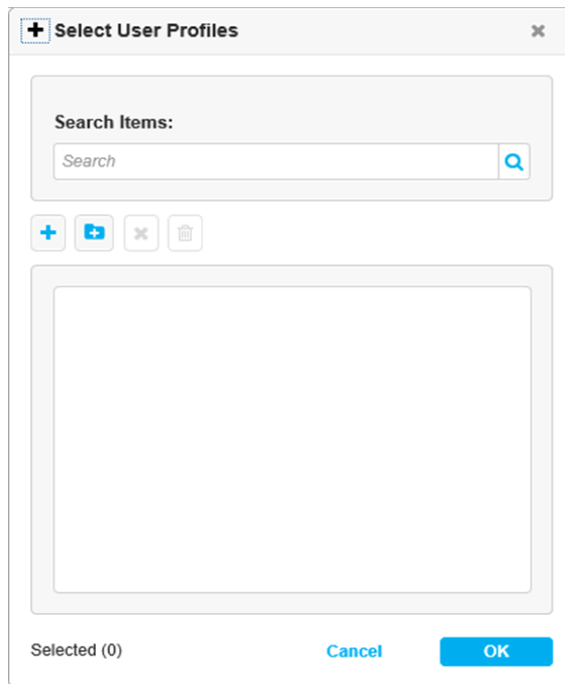 Select User Profiles
Search Items:
Search
Selected (0)
Cancel
OK